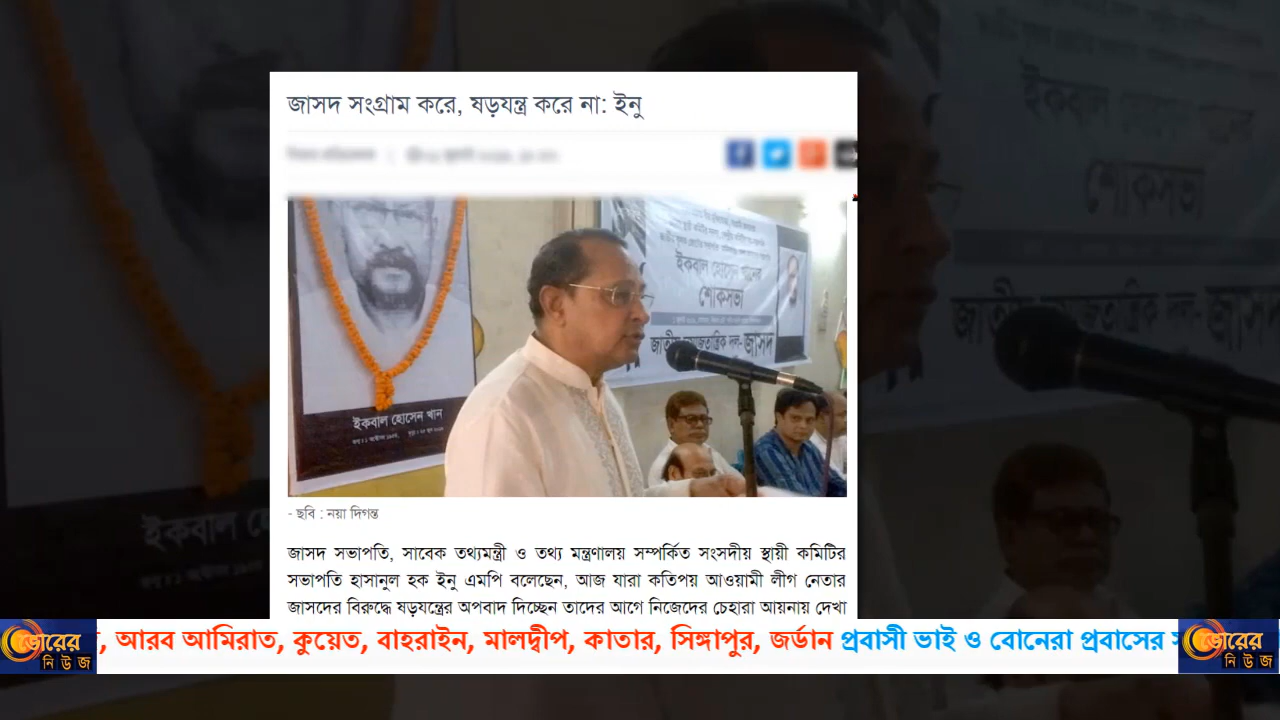 জাসদ সংগ্রাম করে, ষড়যন্ত্র করে না: ইনু
ইকবাল হোসেন খানের
শোকসভা
জাতীয় সমাজতান্ত্রিক দল-জাসদ
ইকবাল হোসেন খান
- ছবি : নয়া দিগন্ত
জাসদ সভাপতি, সাবেক তথ্যমন্ত্রী ও তথ্য মন্ত্রণালয় সম্পর্কিত সংসদীয় স্থায়ী কমিটির
সভাপতি হাসানুল হক ইনু এমপি বলেছেন, আজ যারা কতিপয় আওয়ামী লীগ নেতার
জাসদের বিরুদ্ধে ষড়যন্ত্রের অপবাদ দিচ্ছেন তাদের আগে নিজেদের চেহারা আয়নায় দেখা
ভোরের নিউজ
, আরব আমিরাত, কুয়েত, বাহরাইন, মালদ্বীপ, কাতার, সিঙ্গাপুর, জর্ডান প্রবাসী ভাই ও বোনেরা প্রবাসের
ভোরের নিউজ